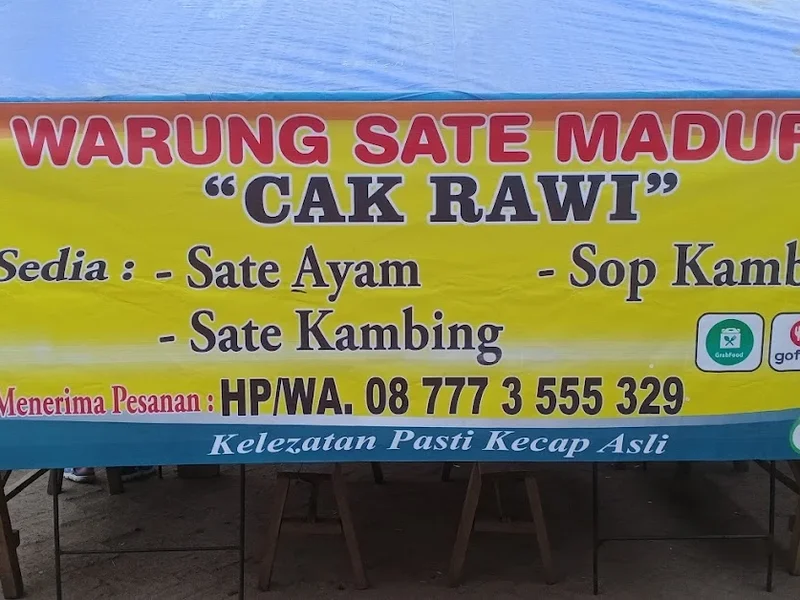 WARUNG SATE MADUR
“CAK RAWI”
Sedia : - Sate Ayam - Sop Kamb
- Sate Kambing
GrabFood gof
Menerima Pesanan : HP/WA. 08 777 3 555 329
Kelezatan Pasti Kecap Asli